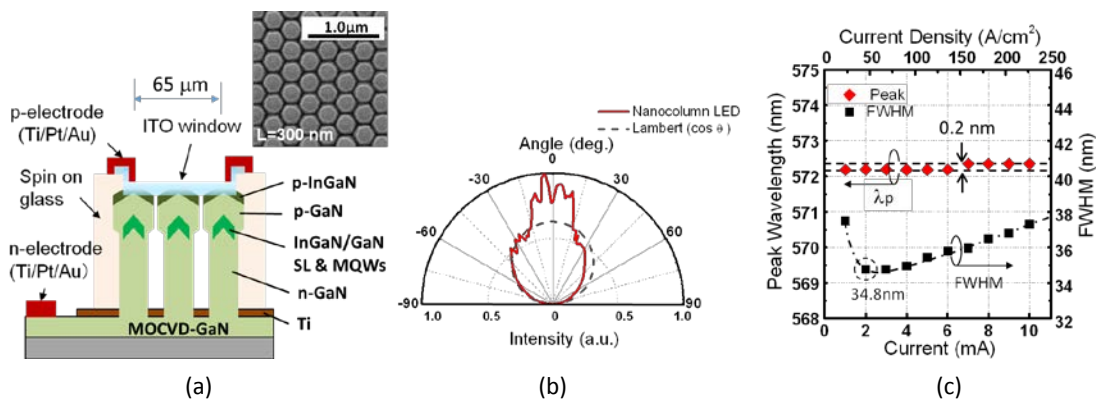 1.0µm
L=300 nm
65 µm
p-electrode
(Ti/Pt/Au)
ITO window
Spin on
glass
n-electrode
(Ti/Pt/Au)
p-InGaN
p-GaN
InGaN/GaN
SL & MQWs
n-GaN
Ti
MOCVD-GaN
(a)
Nanocolumn LED
Lambert (cos θ)
Angle (deg.)
0
-30 30
-60 60
-90 90
1.0 0.5 0 0.5 1.0
Intensity (a.u.)
(b)
Current Density (A/cm²)
0 50 100 150 200 250
575 46
574 44
573 42
572 40
571 38
570 36
569 34
568 32
Peak Wavelength (nm)
FWHM (nm)
Peak
FWHM
0.2 nm
λp
FWHM
34.8nm
0 2 4 6 8 10
Current (mA)
(c)